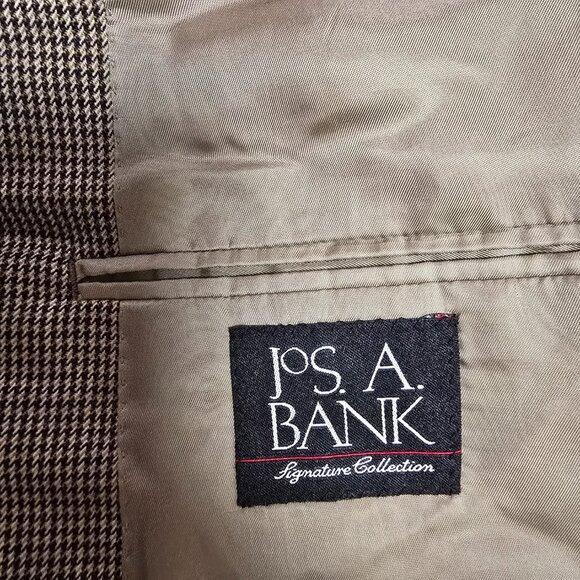 JoS. A.
BANK
Signature Collection